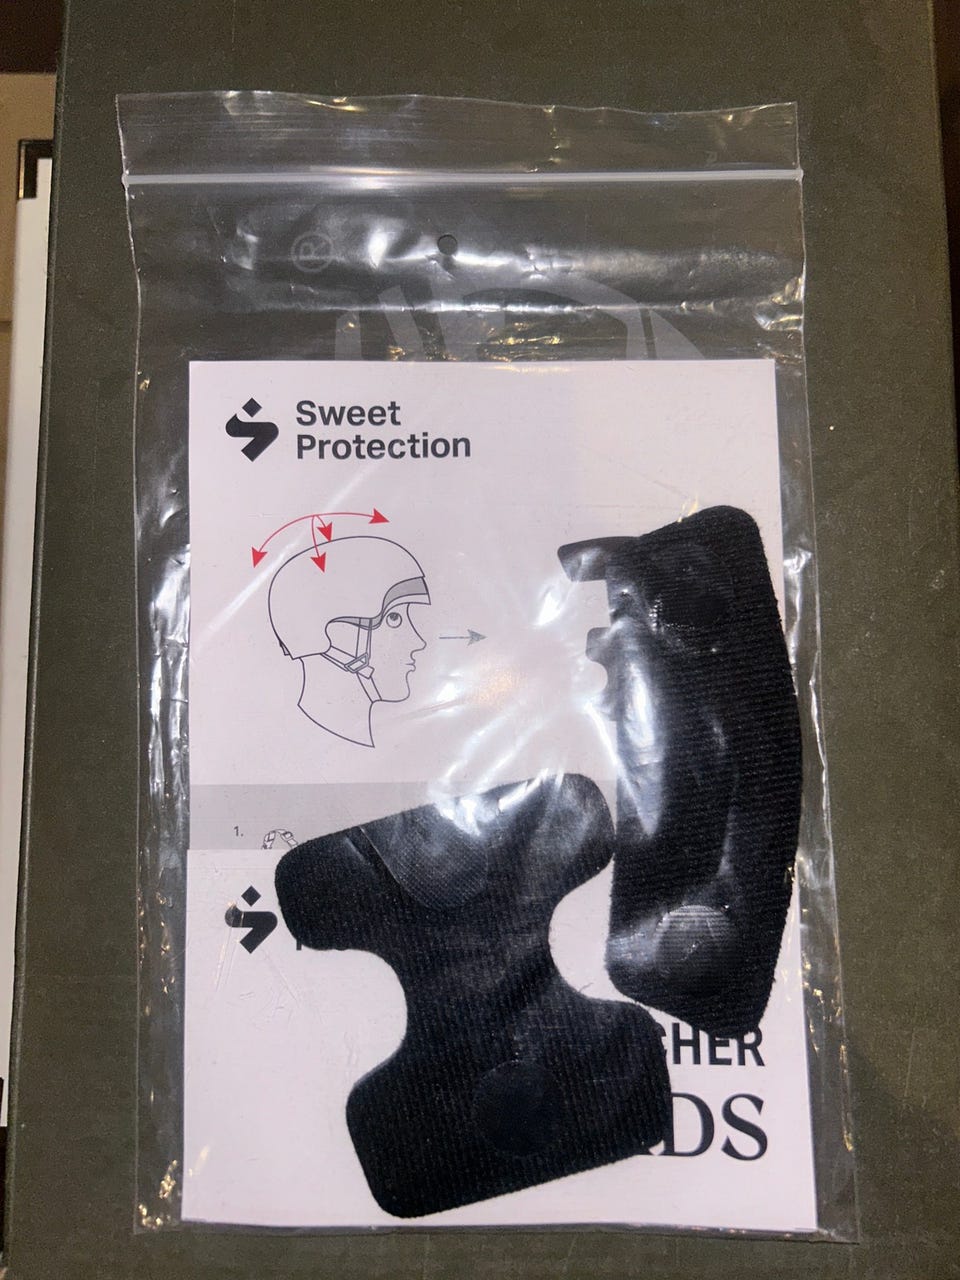 Sweet
Protection
1.
CHER
DS